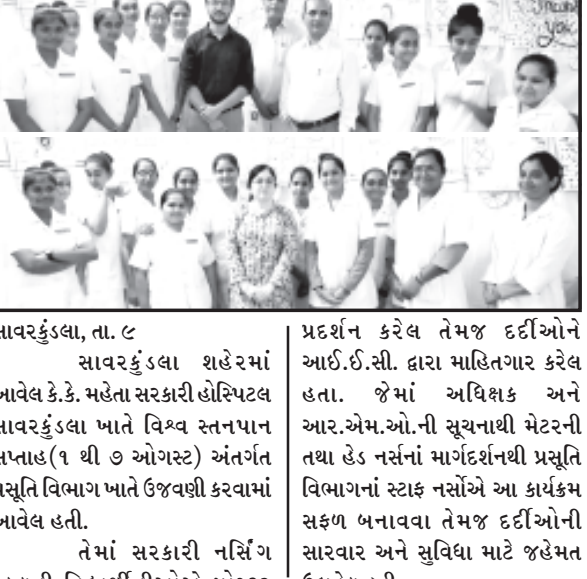 Thank
you
સાવરકુંડલા, તા. ૯
સાવરકુંડલા શહેરમાં
આવેલ કે.કે. મહેતા સરકારી હોસ્પિટલ
સાવરકુંડલા ખાતે વિશ્વ સ્તનપાન
સપ્તાહ(૧ થી ૭ ઓગસ્ટ) અંતર્ગત
પ્રસૂતિ વિભાગ ખાતે ઉજવણી કરવામાં
આવેલ હતી.
તેમાં સરકારી નર્સિંગ
પ્રદર્શન કરેલ તેમજ દર્દીઓને
આઈ.ઈ.સી. દ્વારા માહિતગાર કરેલ
હતા. જેમાં અધિક્ષક અને
આર.એમ.ઓ.ની સૂચનાથી મેટરની
તથા હેડ નર્સનાં માર્ગદર્શનથી પ્રસૂતિ
વિભાગનાં સ્ટાફ નર્સોએ આ કાર્યક્રમ
સફળ બનાવવા તેમજ દર્દીઓની
સારવાર અને સુવિધા માટે જહેમત